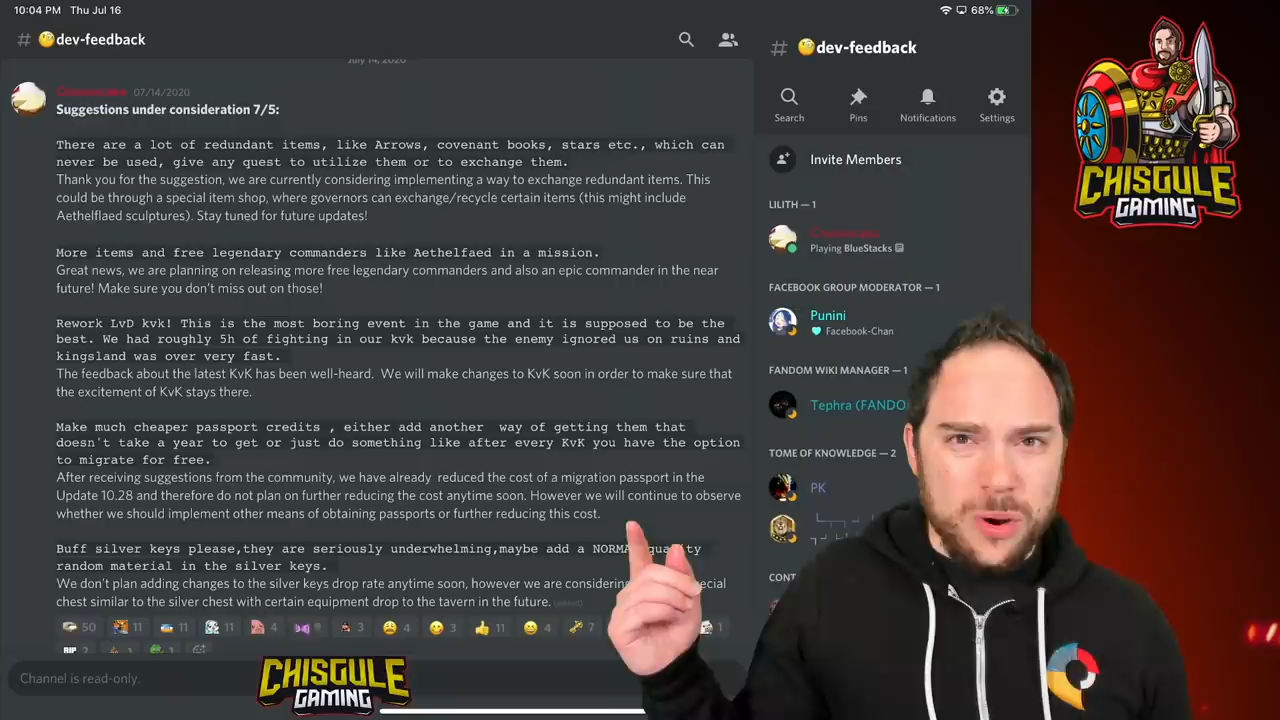 10:04 PM Thu Jul 16
68%
# dev-feedback
July 14, 2020
07/14/2020
Suggestions under consideration 7/5:
There are a lot of redundant items, like Arrows, covenant books, stars etc., which can
never be used, give any quest to utilize them or to exchange them.
Thank you for the suggestion, we are currently considering implementing a way to exchange redundant items. This
could be through a special item shop, where governors can exchange/recycle certain items (this might include
Aethelflaed sculptures). Stay tuned for future updates!
More items and free legendary commanders like Aethelfaed in a mission.
Great news, we are planning on releasing more free legendary commanders and also an epic commander in the near
future! Make sure you don't miss out on those!
Rework LvD kvk! This is the most boring event in the game and it is supposed to be the
best. We had roughly 5h of fighting in our kvk because the enemy ignored us on ruins and
kingsland was over very fast.
The feedback about the latest KvK has been well-heard. We will make changes to KvK soon in order to make sure that
the excitement of KvK stays there.
Make much cheaper passport credits , either add another way of getting them that
doesn't take a year to get or just do something like after every KvK you have the option
to migrate for free.
After receiving suggestions from the community, we have already reduced the cost of a migration passport in the
Update 10.28 and therefore do not plan on further reducing the cost anytime soon. However we will continue to observe
whether we should implement other means of obtaining passports or further reducing this cost.
Buff silver keys please,they are seriously underwhelming,maybe add a NORMAL quality
random material in the silver keys.
We don't plan adding changes to the silver keys drop rate anytime soon, however we are considering
chest similar to the silver chest with certain equipment drop to the tavern in the future. (edited)
50 11 11 11 4 3 4 3 11 4 7 1
RIP 2 1 1
Channel is read-only.
CHISGULE
GAMING
# dev-feedback
Search Pins Notifications Settings
Invite Members
LILITH — 1
Playing BlueStacks
FACEBOOK GROUP MODERATOR — 1
Punini
Facebook-Chan
FANDOM WIKI MANAGER — 1
Tephra (FANDO
TOME OF KNOWLEDGE — 2
PK
CONT
CHISGULE
GAMING